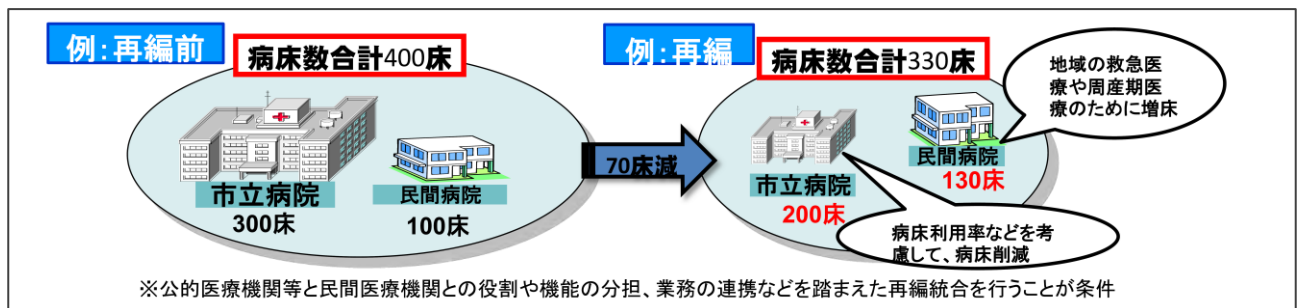 例:再編前
病床数合計400床
市立病院
300床
民間病院
100床
70床減
例:再編
病床数合計330床
市立病院
200床
民間病院
130床
地域の救急医
療や周産期医
療のために増床
病床利用率などを考
慮して、病床削減
※公的医療機関等と民間医療機関との役割や機能の分担、業務の連携などを踏まえた再編統合を行うことが条件